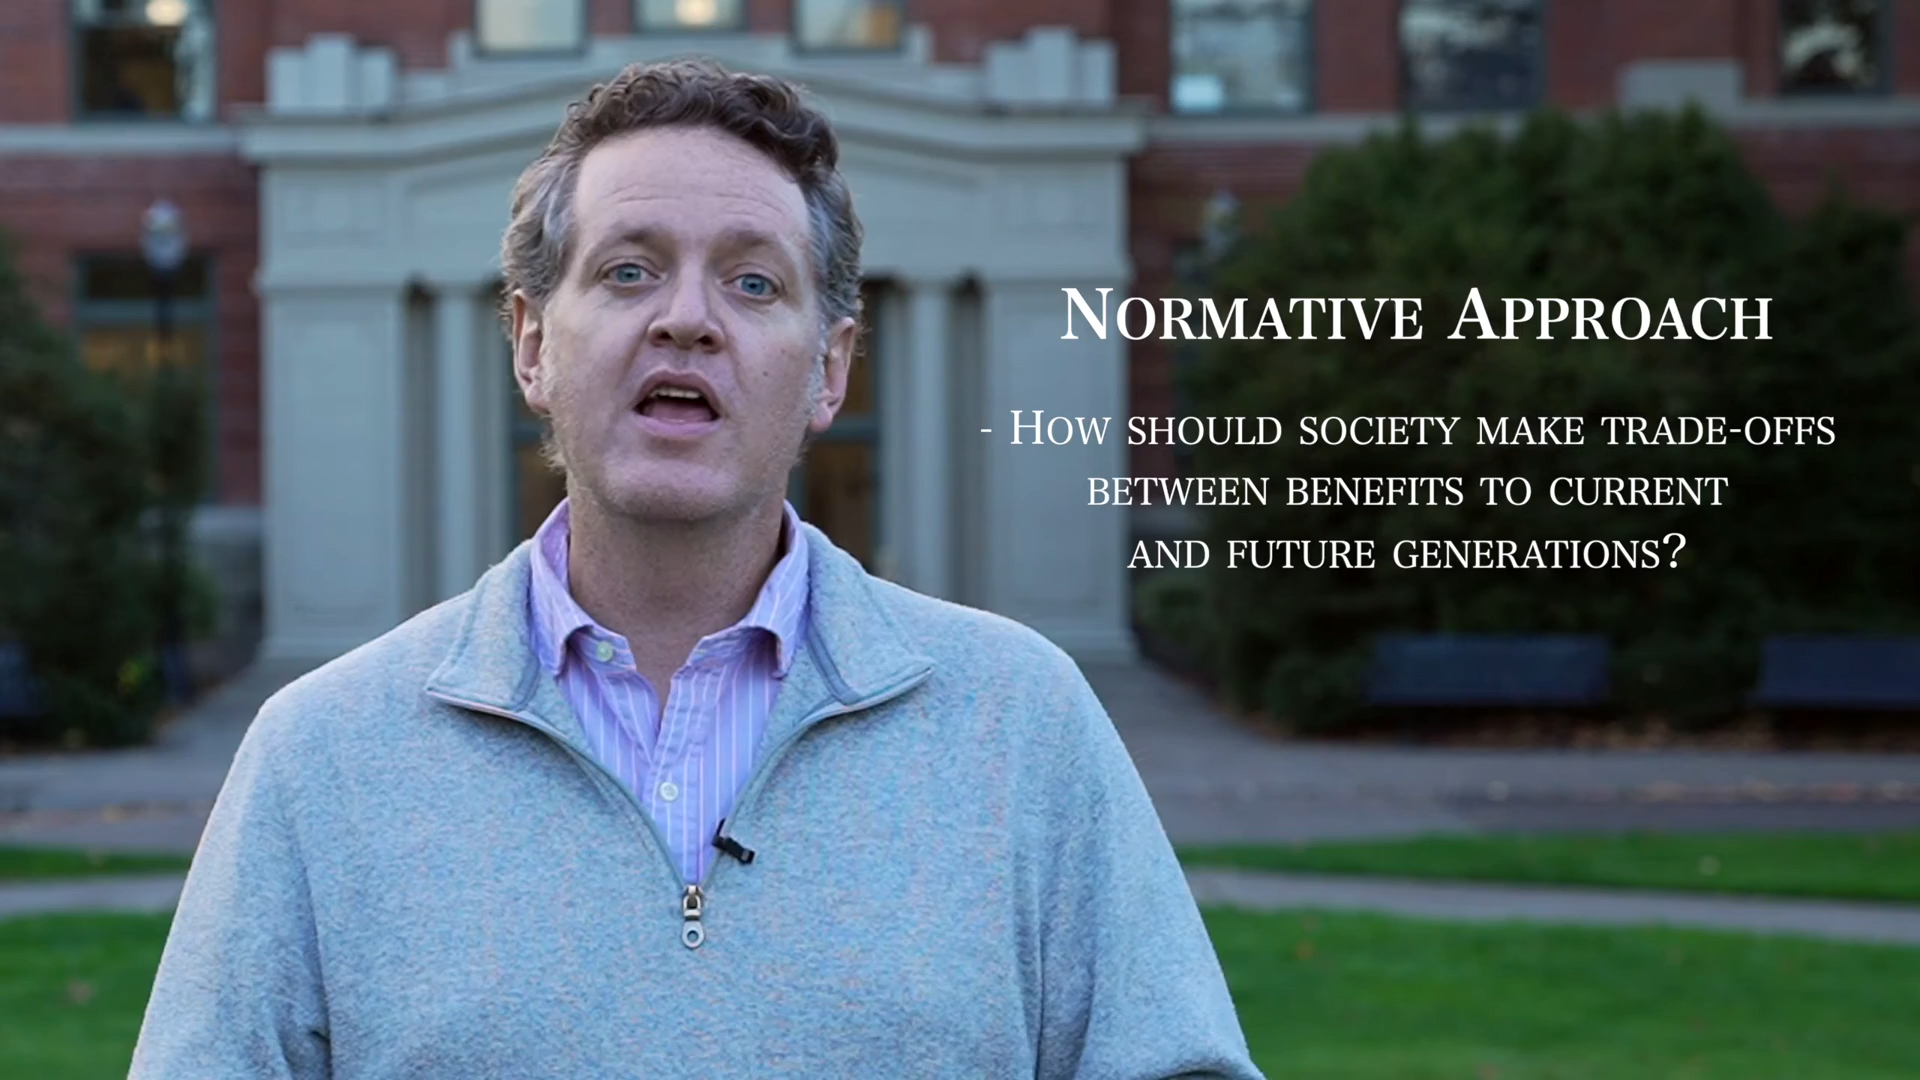 Normative Approach
- How should society make trade-offs
between benefits to current
and future generations?